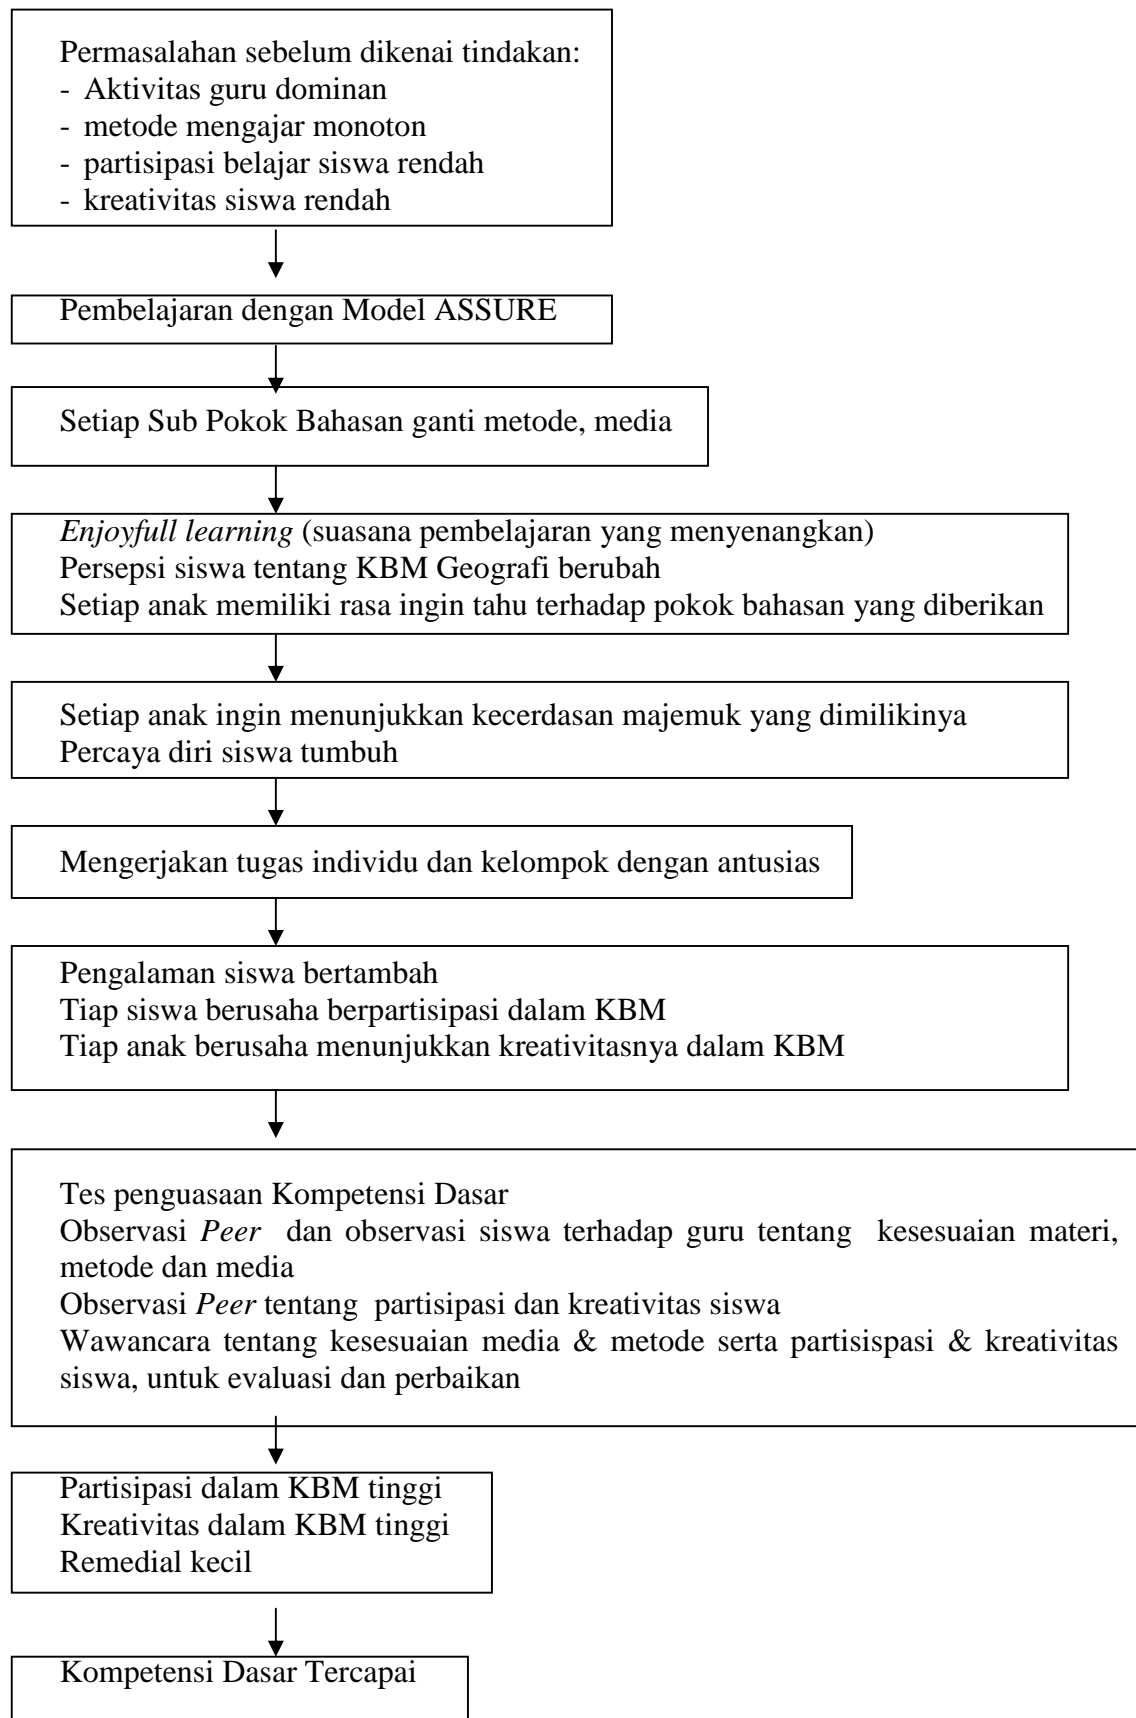 Permasalahan sebelum dikenai tindakan:
- Aktivitas guru dominan
- metode mengajar monoton
- partisipasi belajar siswa rendah
- kreativitas siswa rendah
Pembelajaran dengan Model ASSURE
Setiap Sub Pokok Bahasan ganti metode, media
Enjoyfull learning (suasana pembelajaran yang menyenangkan)
Persepsi siswa tentang KBM Geografi berubah
Setiap anak memiliki rasa ingin tahu terhadap pokok bahasan yang diberikan
Setiap anak ingin menunjukkan kecerdasan majemuk yang dimilikinya
Percaya diri siswa tumbuh
Mengerjakan tugas individu dan kelompok dengan antusias
Pengalaman siswa bertambah
Tiap siswa berusaha berpartisipasi dalam KBM
Tiap anak berusaha menunjukkan kreativitasnya dalam KBM
Tes penguasaan Kompetensi Dasar
Observasi Peer dan observasi siswa terhadap guru tentang kesesuaian materi,
metode dan media
Observasi Peer tentang partisipasi dan kreativitas siswa
Wawancara tentang kesesuaian media & metode serta partisispasi & kreativitas
siswa, untuk evaluasi dan perbaikan
Partisipasi dalam KBM tinggi
Kreativitas dalam KBM tinggi
Remedial kecil
Kompetensi Dasar Tercapai